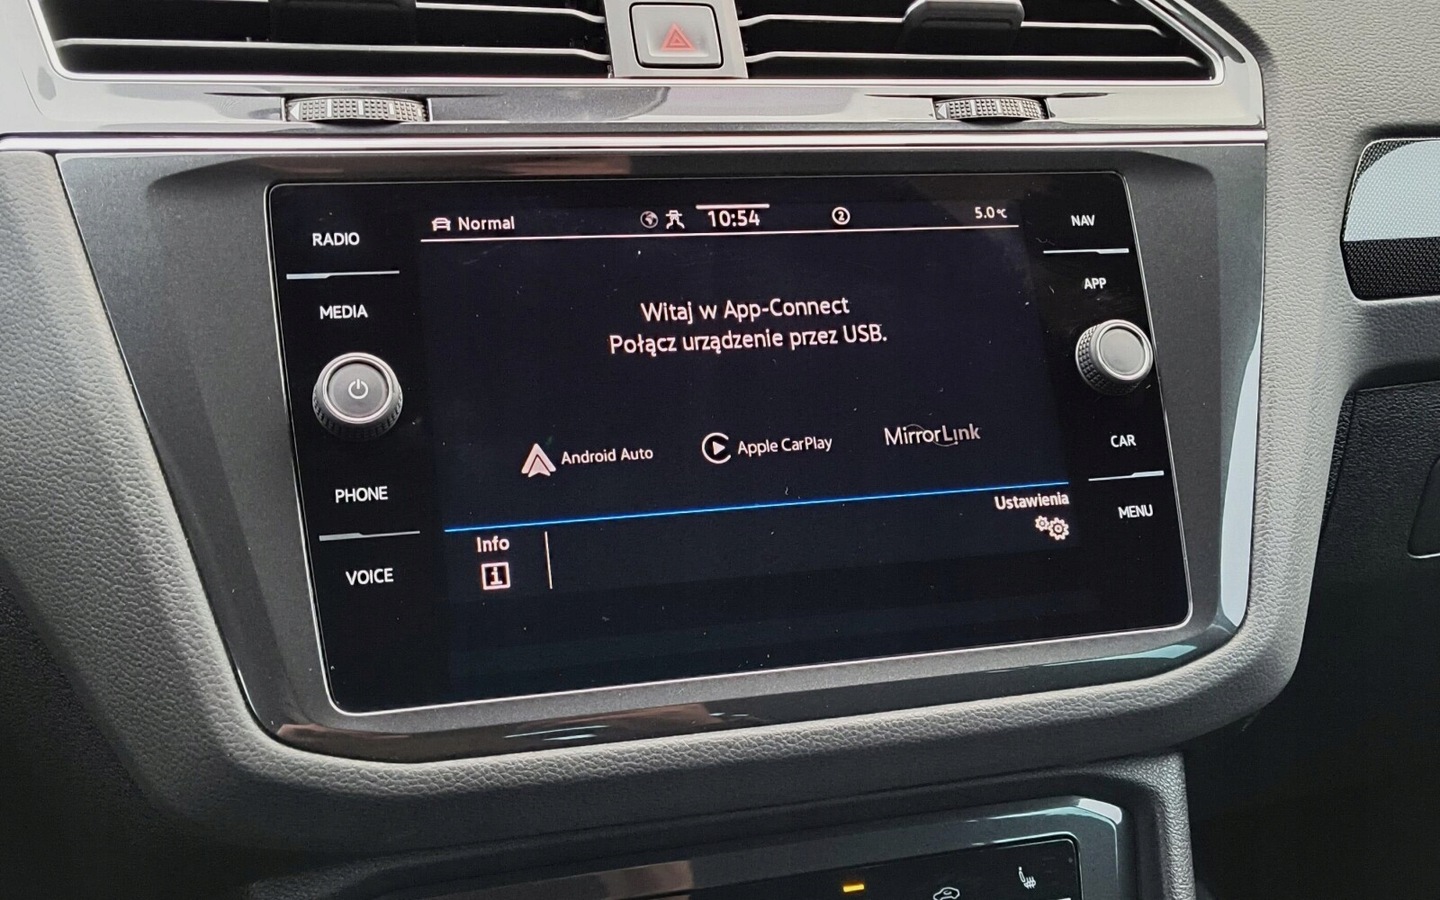 RADIO
MEDIA
PHONE
VOICE
Normal
10:54
2
5.0°C
Witaj w App-Connect
Połącz urządzenie przez USB.
Android Auto
Apple CarPlay
MirrorLink
Info
Ustawienia
NAV
APP
CAR
MENU